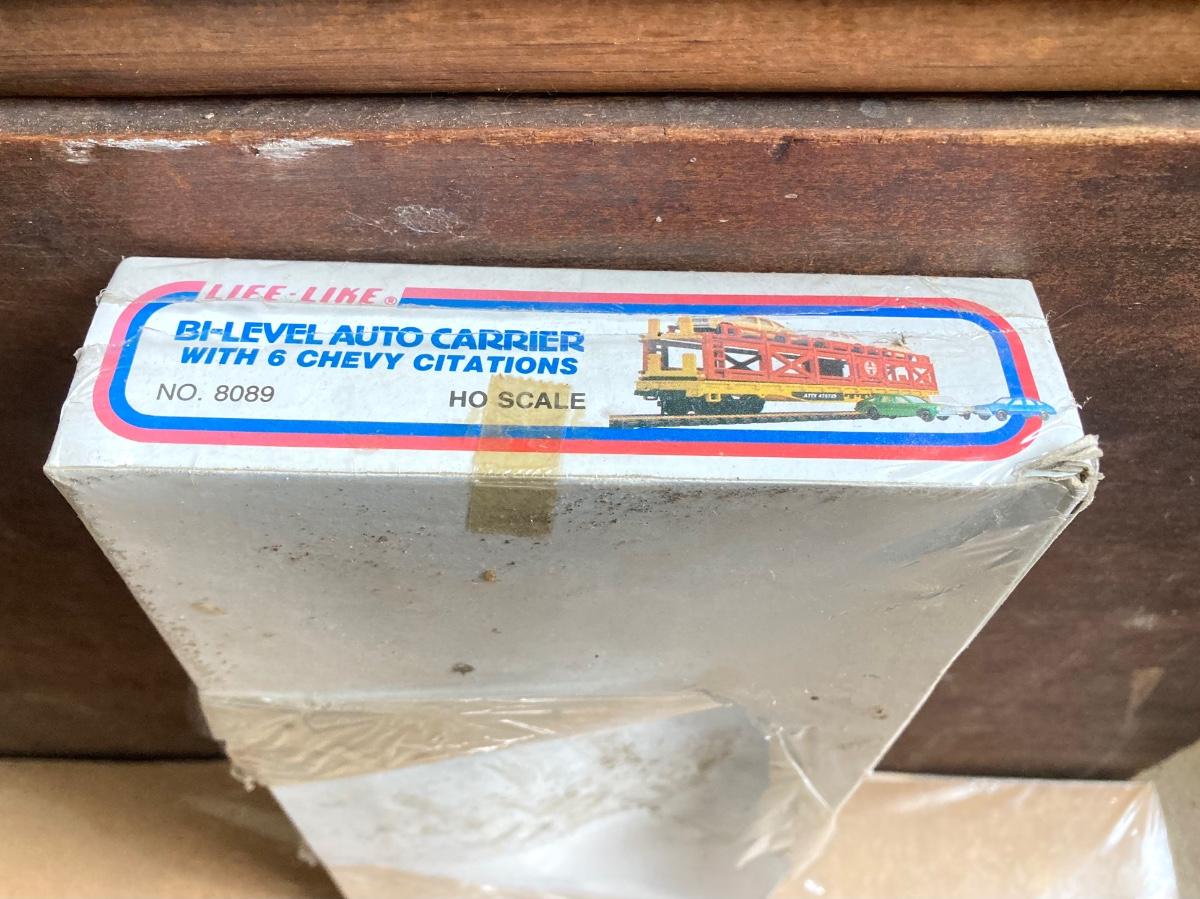 LIFE-LIKE®
BI-LEVEL AUTO CARRIER
WITH 6 CHEVY CITATIONS
NO. 8089 HO SCALE